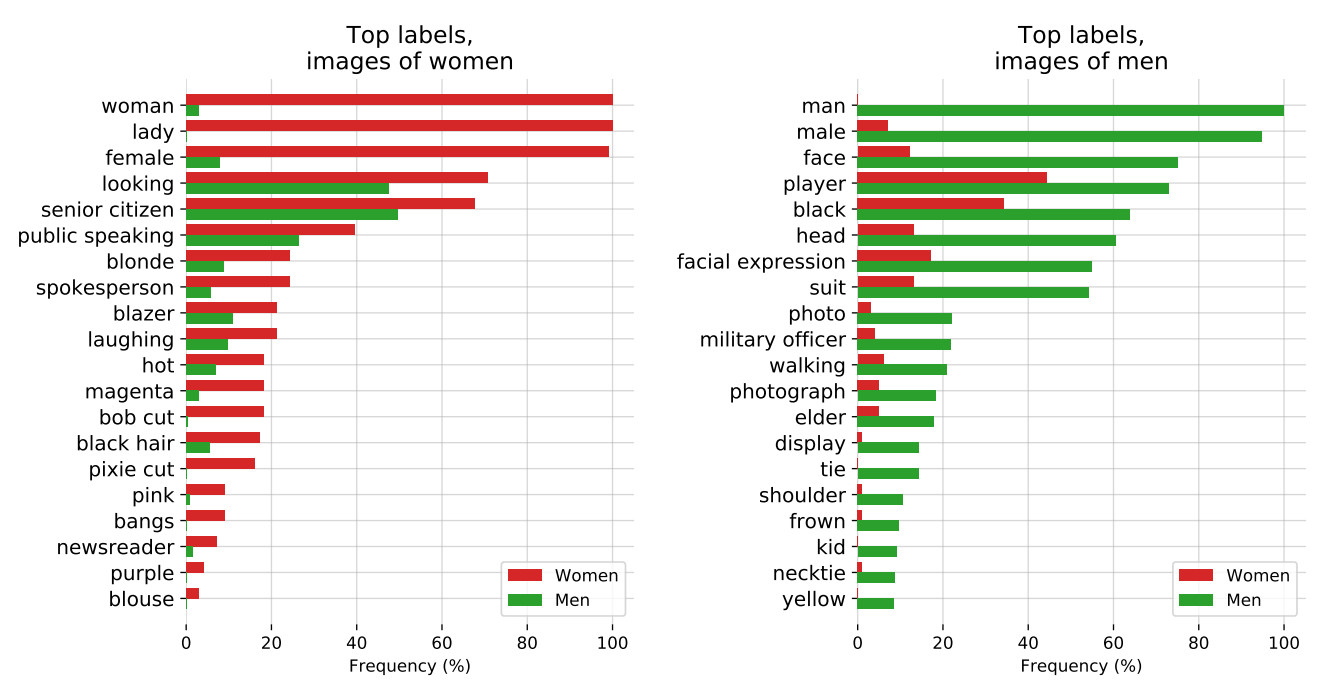 Top labels,
images of women
woman
lady
female
looking
senior citizen
public speaking
blonde
spokesperson
blazer
laughing
hot
magenta
bob cut
black hair
pixie cut
pink
bangs
newsreader
purple
blouse
Women
Men
0 20 40 60 80 100
Frequency (%)
Top labels,
images of men
man
male
face
player
black
head
facial expression
suit
photo
military officer
walking
photograph
elder
display
tie
shoulder
frown
kid
necktie
yellow
Women
Men
0 20 40 60 80 100
Frequency (%)